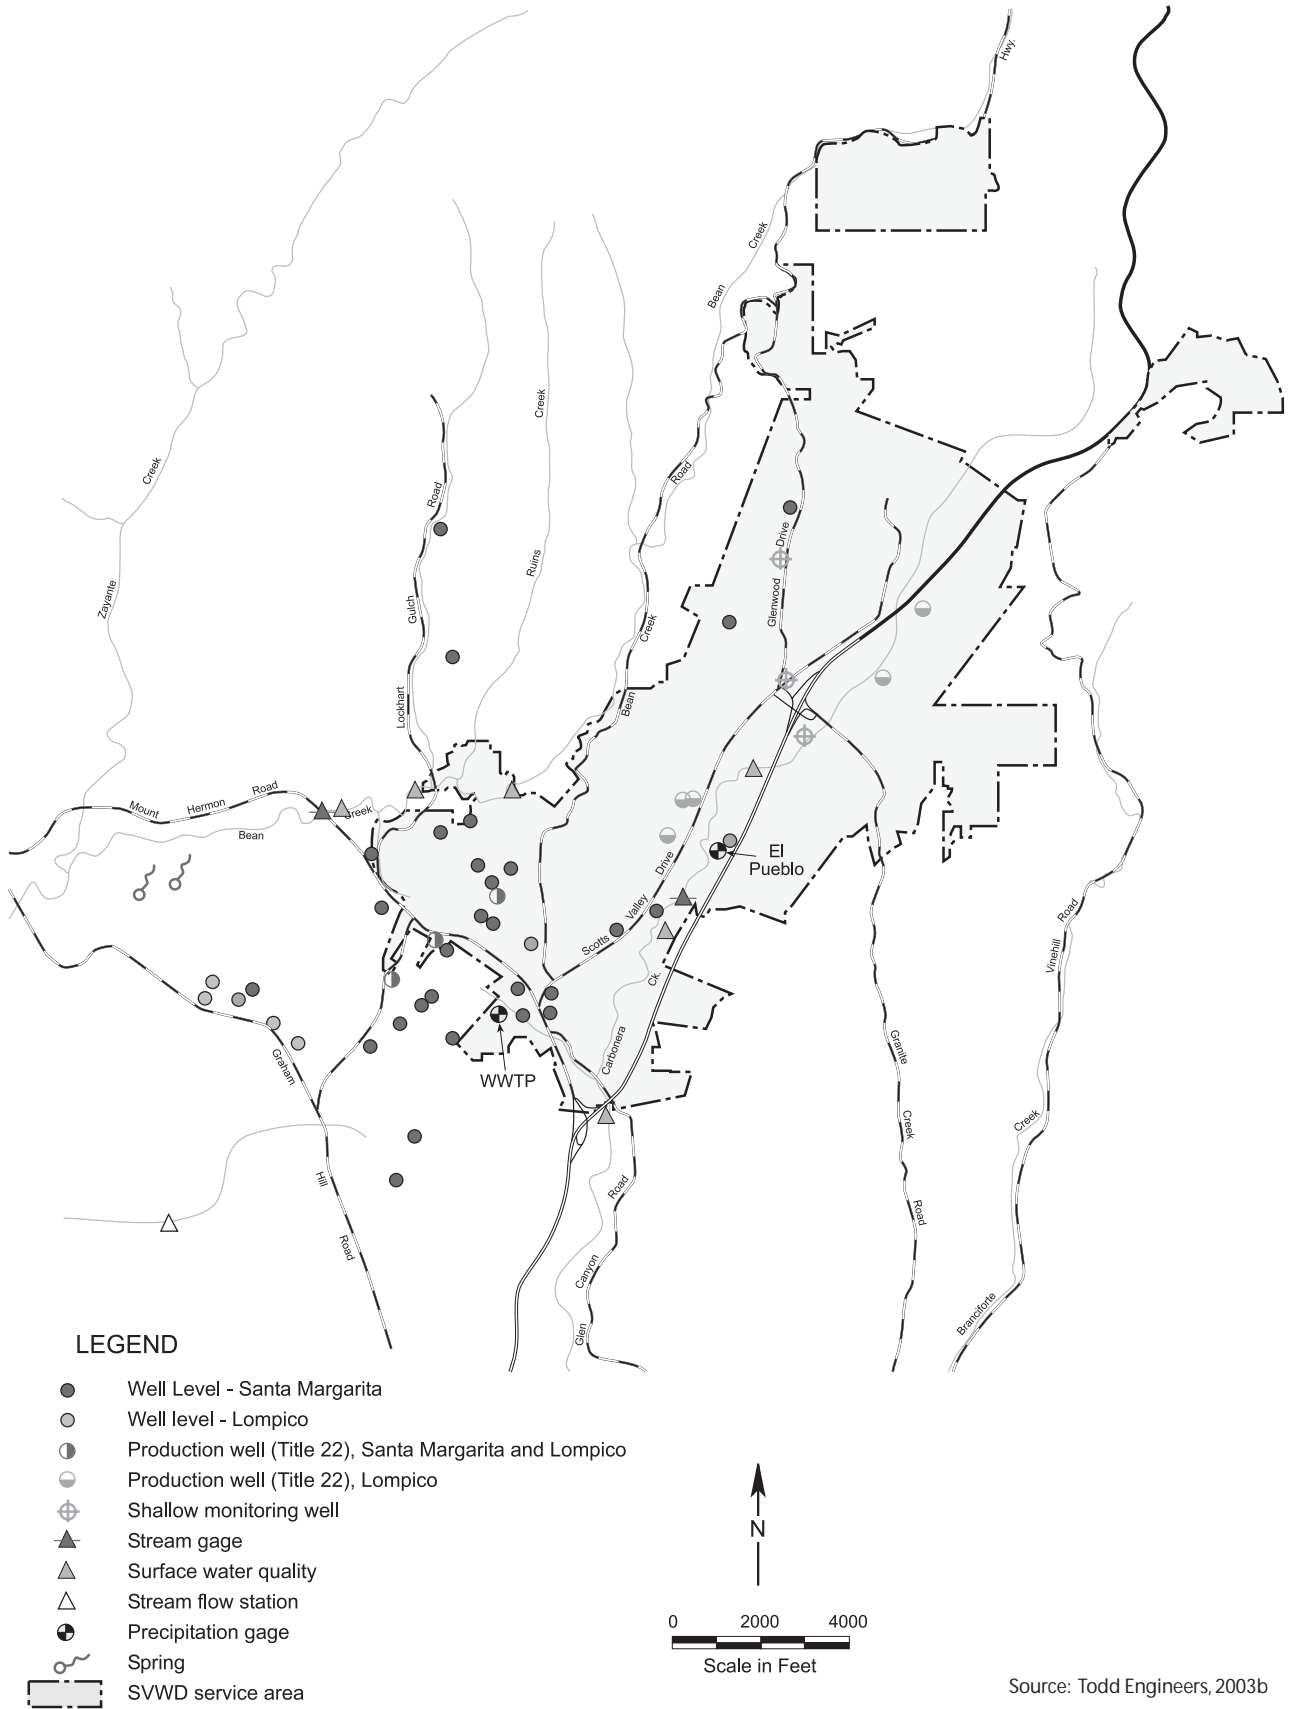 Hwy.
Creek
Bean
Creek
Creek
Road
Road
Drive
Ruins
Zayante
Gulch
Glenwood
Creek
Lockhart
Bean
Mount
Hermon
Road
Creek
Bean
Drive
El
Pueblo
Valley
Scotts
Road
Vinehill
Ck.
Carbonera
Graham
WWTP
Granite
Creek
Creek
Hill
Road
Road
Road
Canyon
Glen
Branciforte
LEGEND
Well Level - Santa Margarita
Well level - Lompico
Production well (Title 22), Santa Margarita and Lompico
Production well (Title 22), Lompico
Shallow monitoring well
Stream gage
Surface water quality
Stream flow station
Precipitation gage
Spring
SVWD service area
N
0 2000 4000
Scale in Feet
Source: Todd Engineers, 2003b